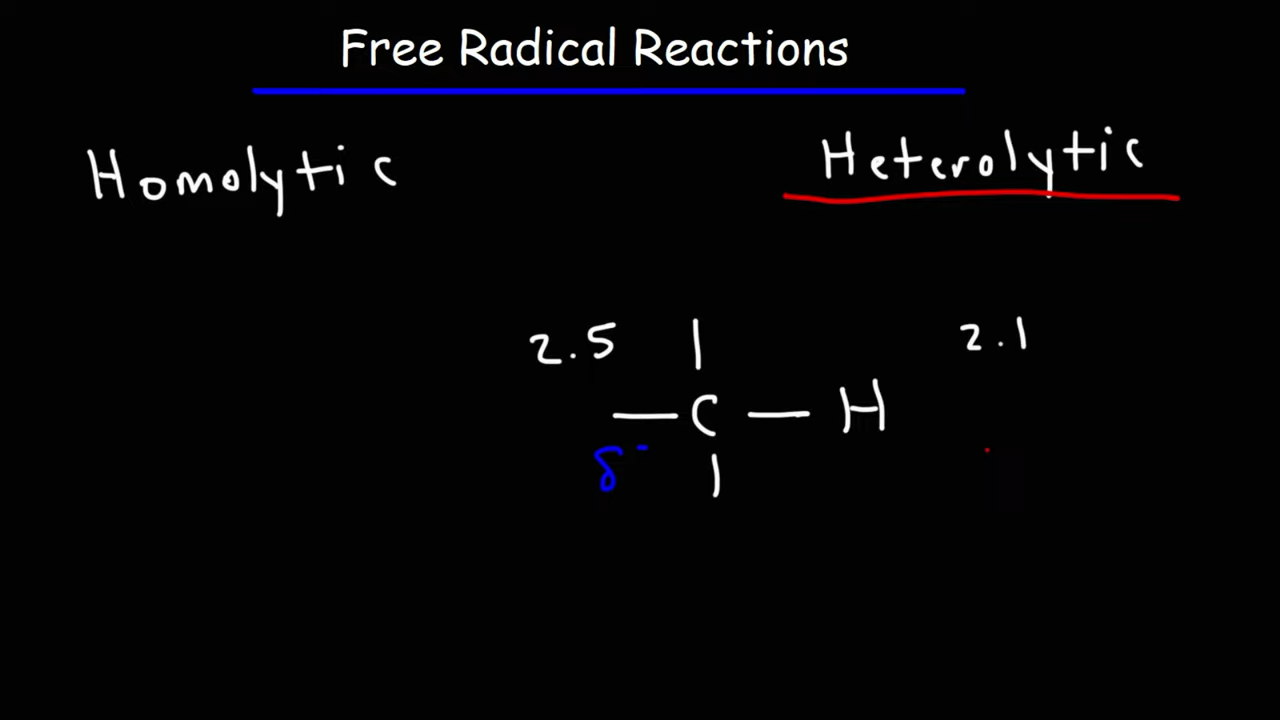 Free Radical Reactions
Homolytic Heterolytic
2.5 2.1
C — H
δ-